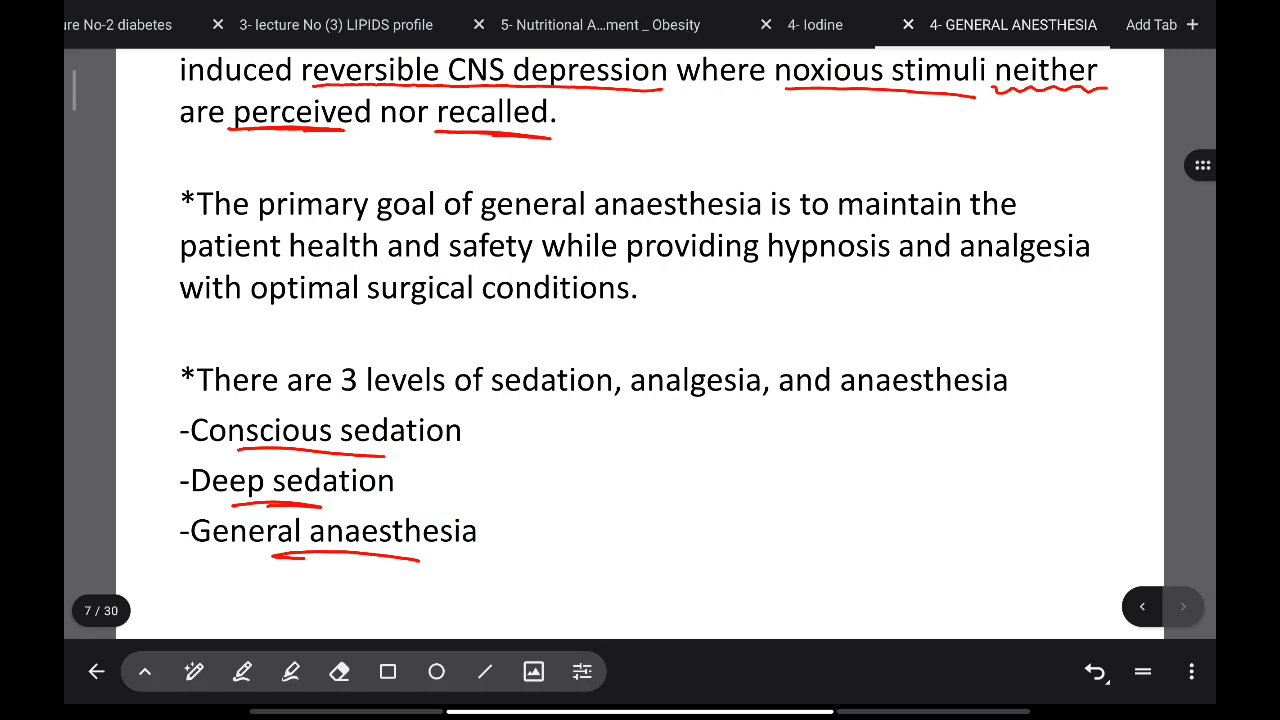 ure No-2 diabetes
3- lecture No (3) LIPIDS profile
5- Nutritional A...ment _ Obesity
4- Iodine
4- GENERAL ANESTHESIA
Add Tab
induced reversible CNS depression where noxious stimuli neither
are perceived nor recalled.
*The primary goal of general anaesthesia is to maintain the
patient health and safety while providing hypnosis and analgesia
with optimal surgical conditions.
*There are 3 levels of sedation, analgesia, and anaesthesia
-Conscious sedation
-Deep sedation
-General anaesthesia
7 / 30